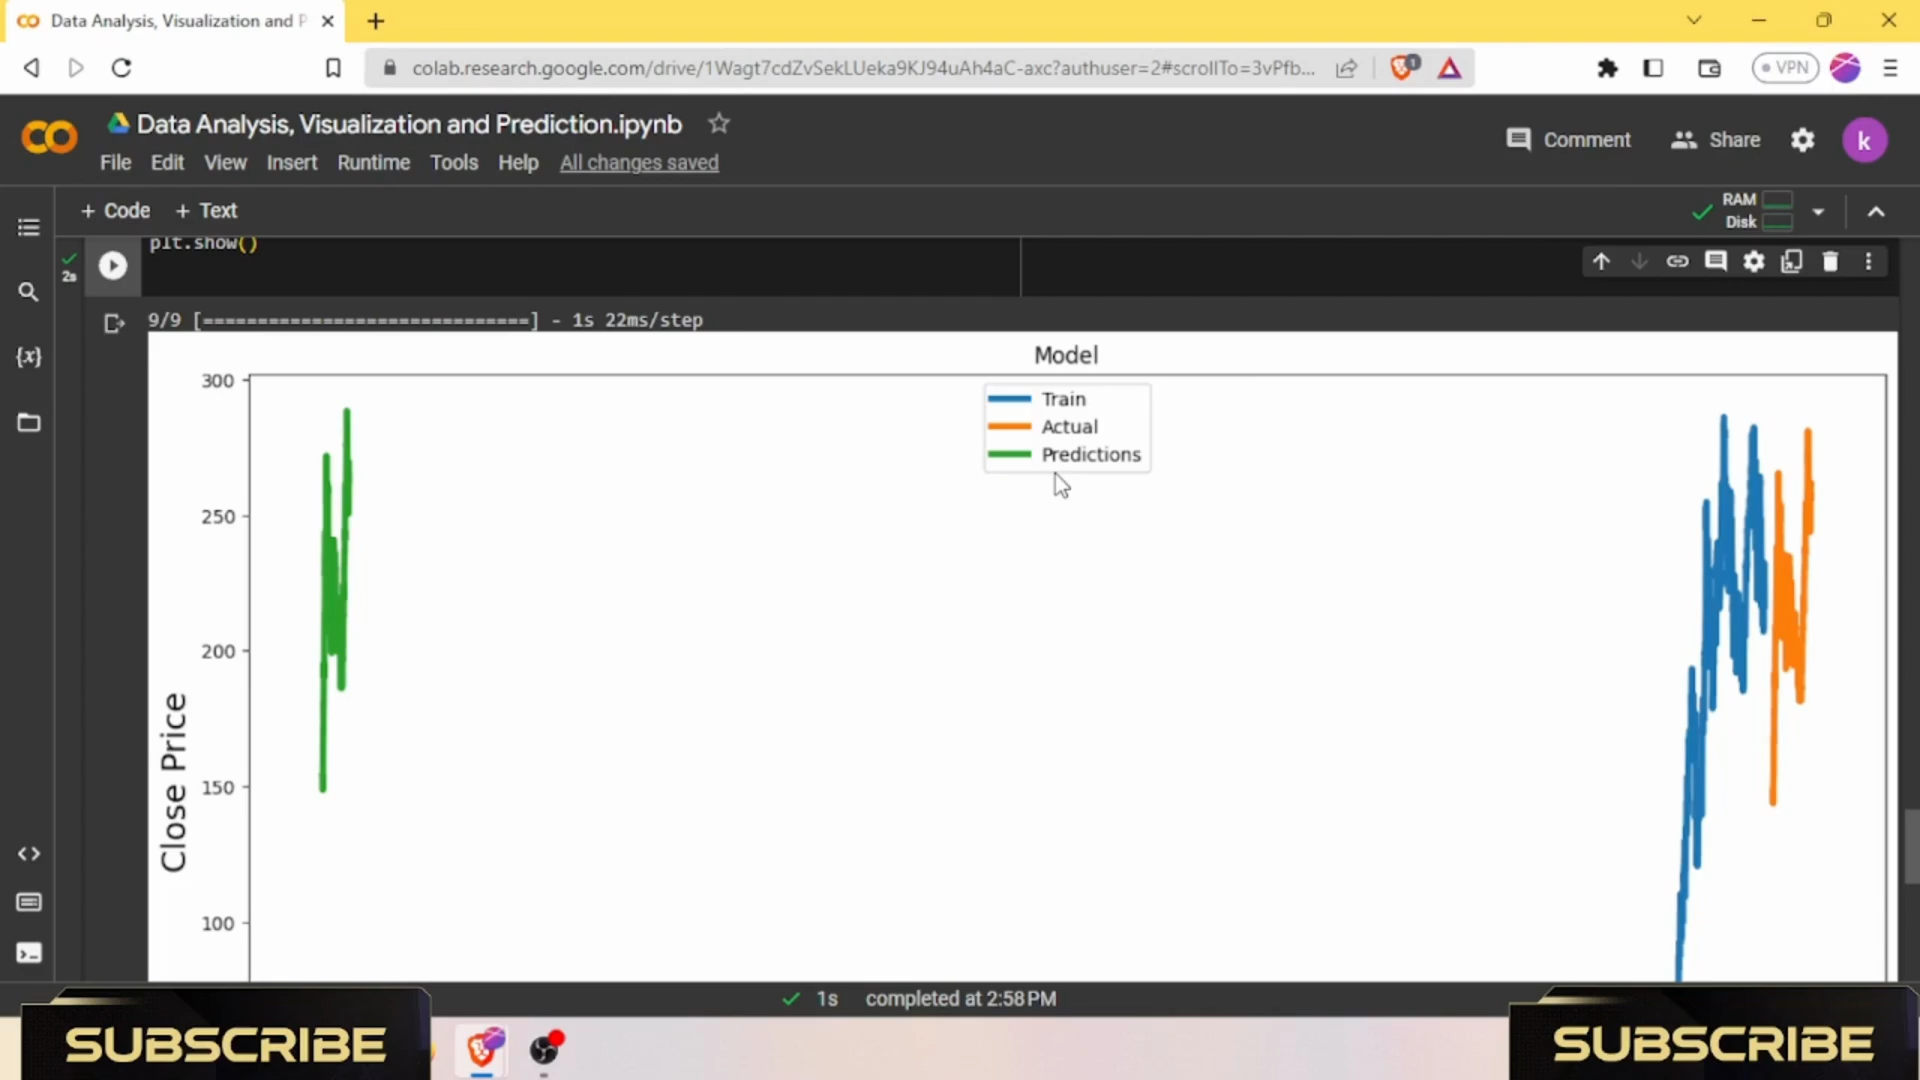 Data Analysis, Visualization and P
colab.research.google.com/drive/1Wagt7cdZvSekLUeka9KJ94uAh4aC-axc?authuser=2#scrollTo=3vPfb...
1
VPN
Data Analysis, Visualization and Prediction.ipynb
Comment
Share
k
File Edit View Insert Runtime Tools Help All changes saved
+ Code + Text
RAM
Disk
plt.show()
2s
{x}
9/9 [==============================] - 1s 22ms/step
Model
Train
Actual
Predictions
300
250
200
150
100
Close Price
1s completed at 2:58 PM
SUBSCRIBE
SUBSCRIBE